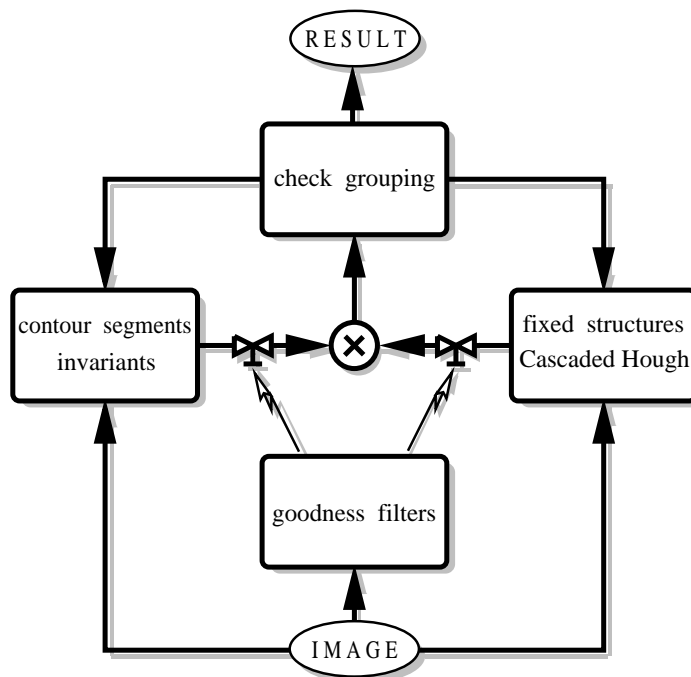 RESULT
check grouping
contour segments
invariants
fixed structures
Cascaded Hough
goodness filters
IMAGE